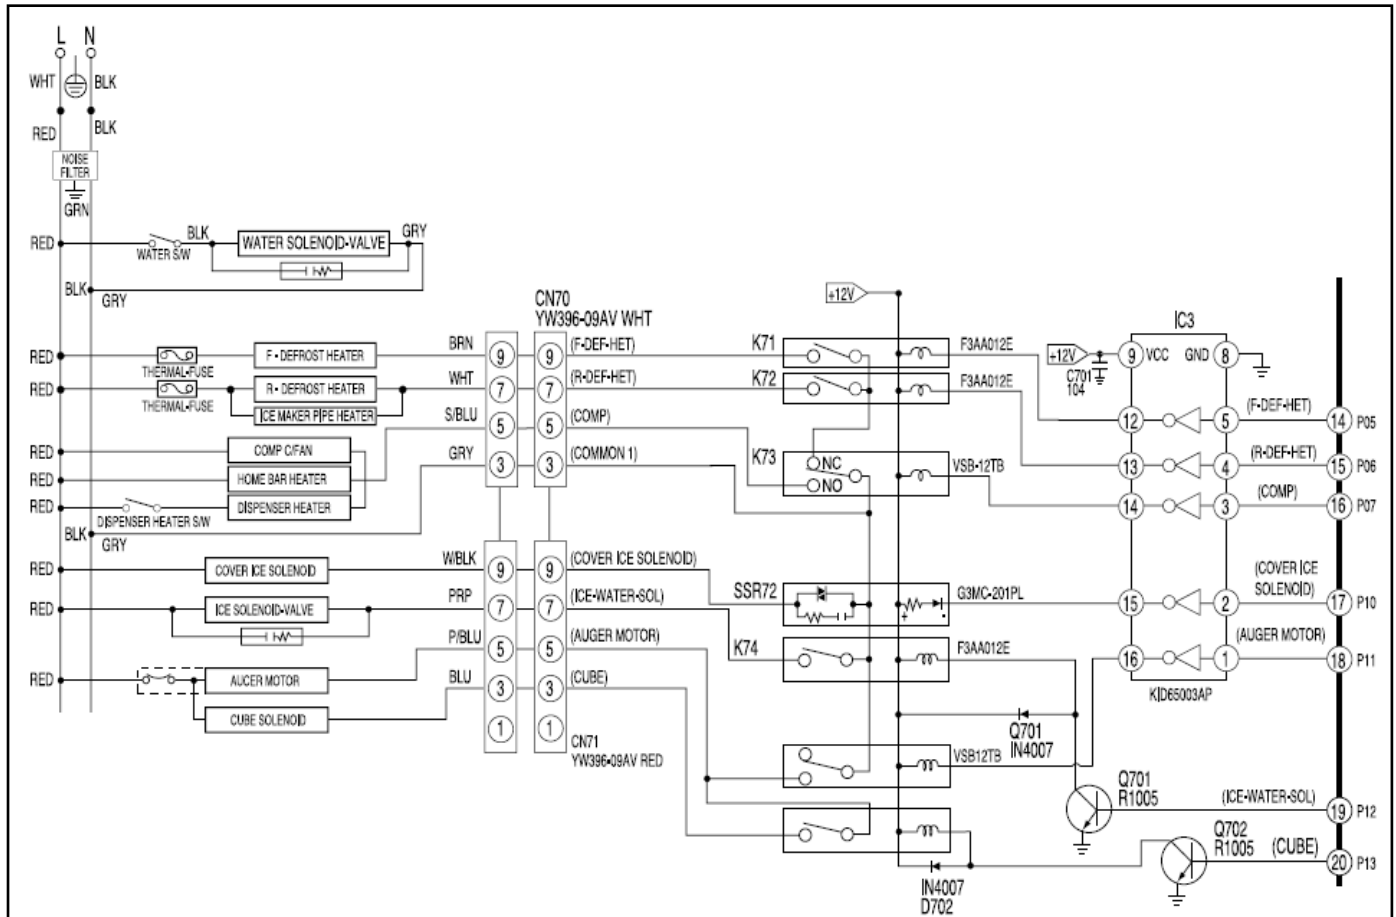 L N
WHT BLK
RED BLK
NOISE
FILTER
GRN
RED BLK WATER SOLENOID-VALVE GRY
WATER S/W
BLK GRY
CN70
YW396-09AV WHT
+12V
IC3
RED F - DEFROST HEATER BRN 9 9 (F-DEF-HET) K71 F3AA012E +12V 9 VCC GND 8
THERMAL-FUSE
C701
104
RED R - DEFROST HEATER WHT 7 7 (R-DEF-HET) K72 F3AA012E
THERMAL-FUSE
ICE MAKER PIPE HEATER
S/BLU 5 5 (COMP) 12 5 (F-DEF-HET) 14 P05
RED COMP C/FAN GRY 3 3 (COMMON 1) K73 NC VSB-12TB 13 4 (R-DEF-HET) 15 P06
RED HOME BAR HEATER NO
RED DISPENSER HEATER 14 3 (COMP) 16 P07
DISPENSER HEATER S/W
BLK GRY
RED COVER ICE SOLENOID W/BLK 9 9 (COVER ICE SOLENOID)
RED ICE SOLENOID-VALVE PRP 7 7 (ICE-WATER-SOL) SSR72 + - G3MC-201PL 15 2 (COVER ICE
SOLENOID) 17 P10
P/BLU 5 5 (AUGER MOTOR) K74 F3AA012E 16 1 (AUGER MOTOR) 18 P11
RED AUCER MOTOR BLU 3 3 (CUBE)
KID65003AP
CUBE SOLENOID 1 1
CN71
YW396-09AV RED
Q701
IN4007
VSB12TB
Q701
R1005
(ICE-WATER-SOL) 19 P12
Q702
R1005
(CUBE) 20 P13
IN4007
D702